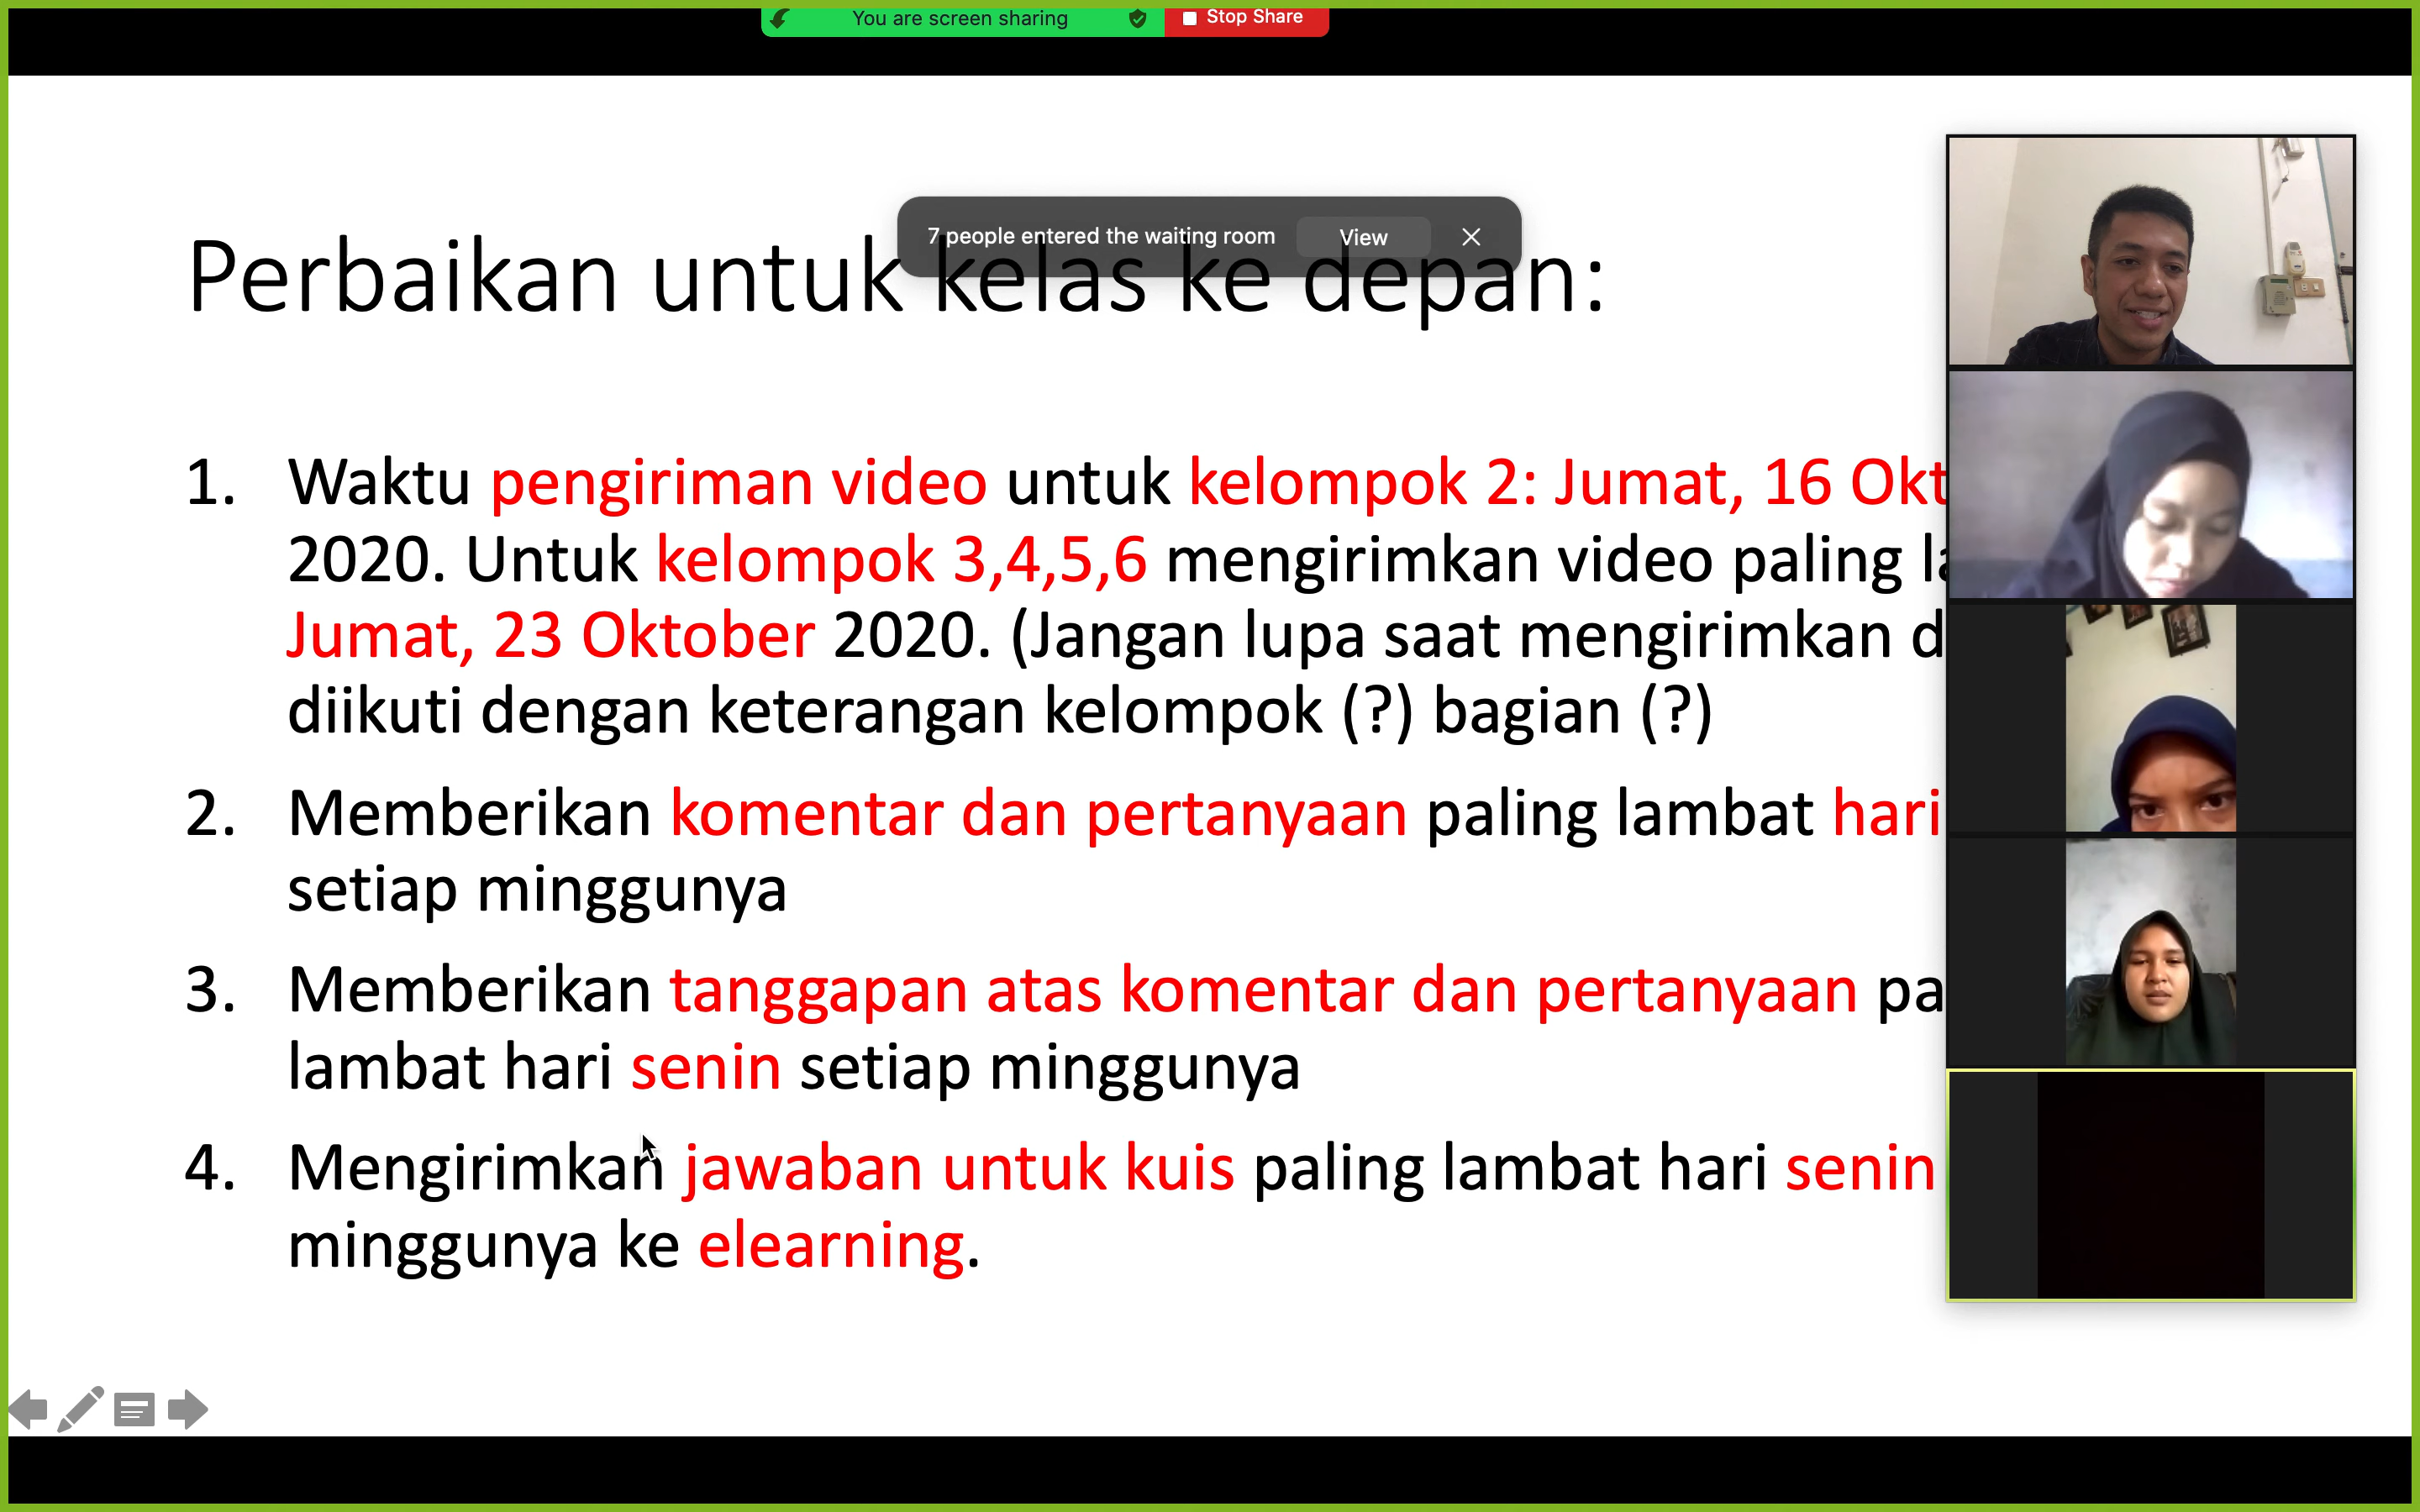 You are screen sharing
Stop Share
7 people entered the waiting room View
Perbaikan untuk kelas ke depan:
1. Waktu pengiriman video untuk kelompok 2: Jumat, 16 Okt
2020. Untuk kelompok 3,4,5,6 mengirimkan video paling
Jumat, 23 Oktober 2020. (Jangan lupa saat mengirimkan
diikuti dengan keterangan kelompok (?) bagian (?)
2. Memberikan komentar dan pertanyaan paling lambat hari
setiap minggunya
3. Memberikan tanggapan atas komentar dan pertanyaan pa
lambat hari senin setiap minggunya
4. Mengirimkan jawaban untuk kuis paling lambat hari senin
minggunya ke elearning.